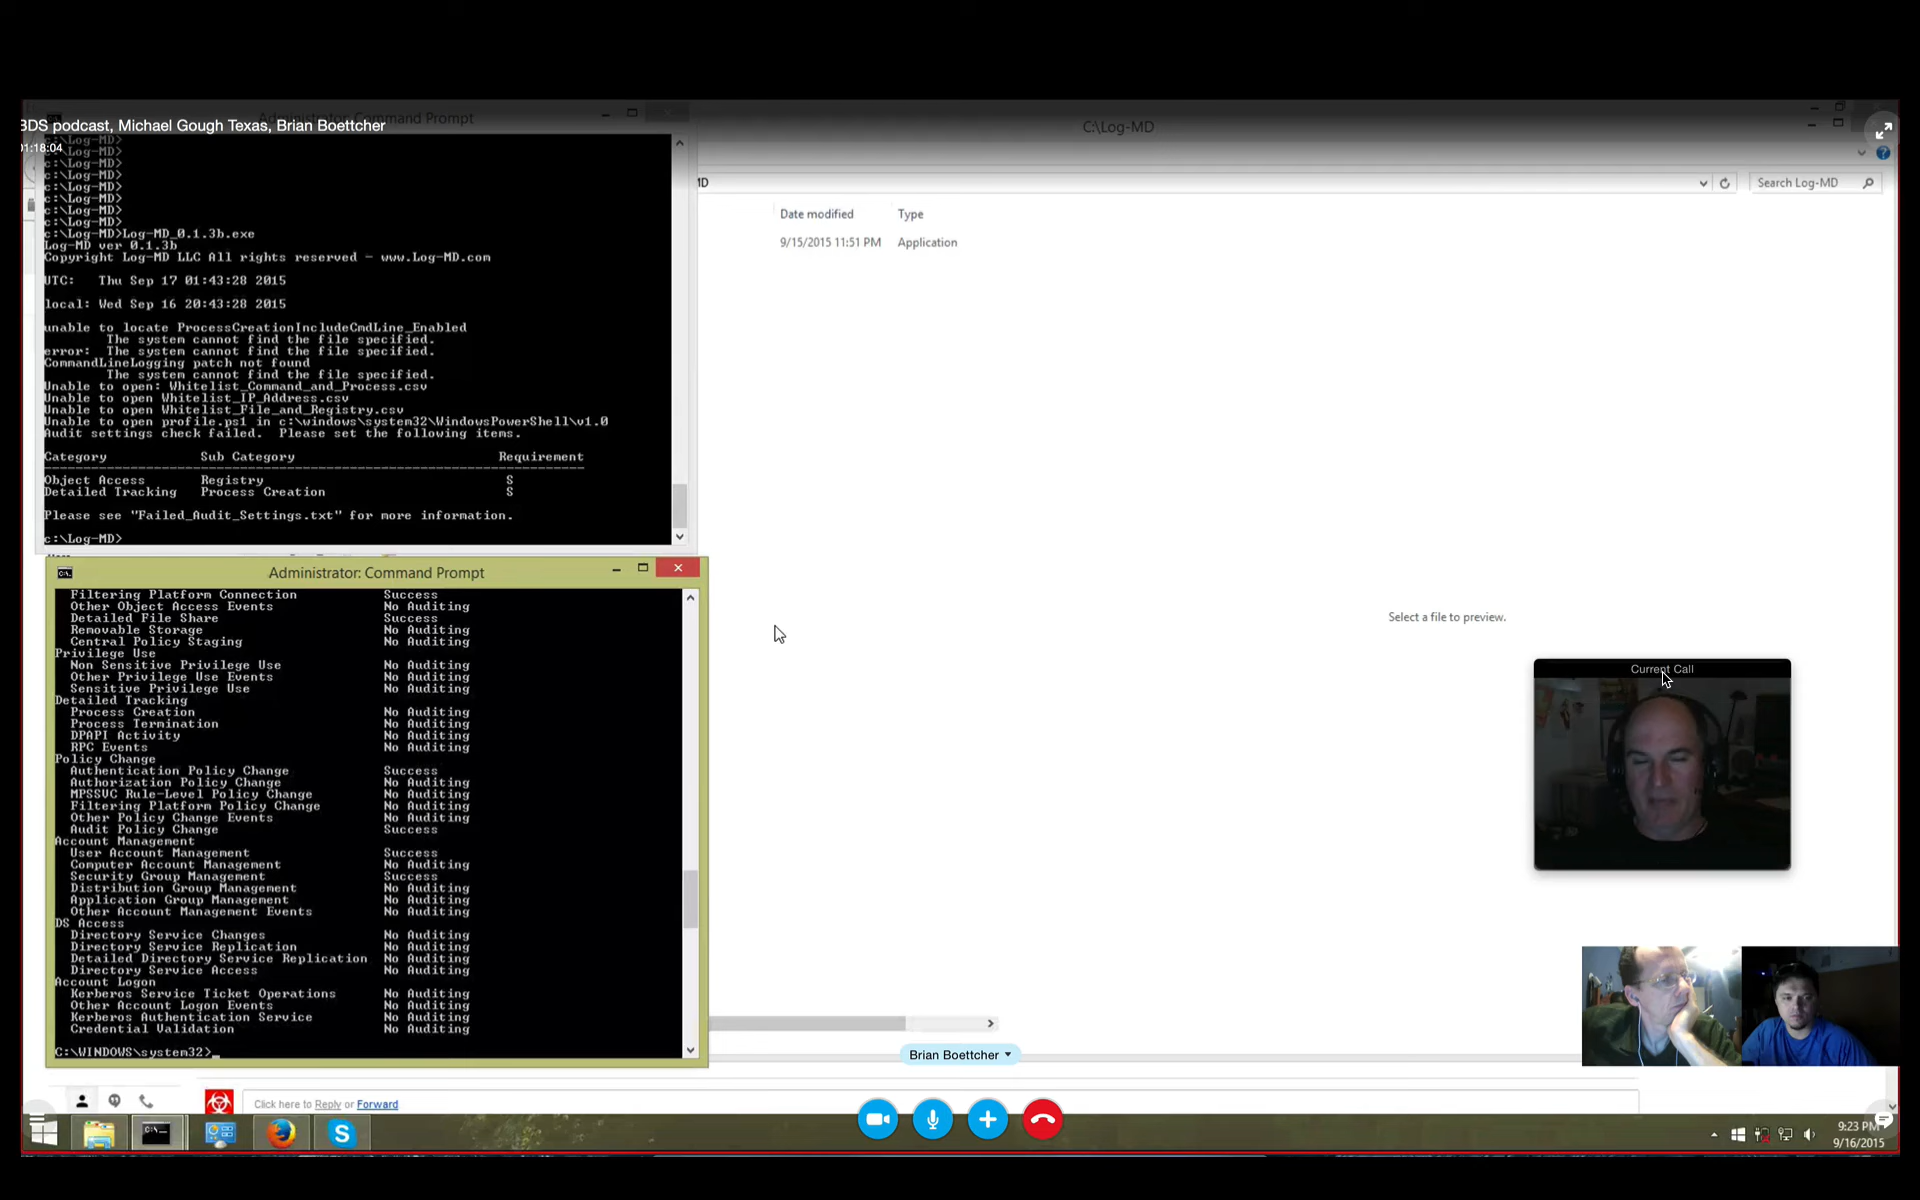 Administrator: Command Prompt
BDS podcast, Michael Gough Texas, Brian Boettcher
01:18:04
C:\Log-MD
c:\Log-MD>
c:\Log-MD>
c:\Log-MD>
c:\Log-MD>
c:\Log-MD>
c:\Log-MD>
c:\Log-MD>
c:\Log-MD>
c:\Log-MD>Log-MD_0.1.3b.exe
Log-MD ver 0.1.3b
Copyright Log-MD LLC All rights reserved - www.Log-MD.com
UTC: Thu Sep 17 01:43:28 2015
local: Wed Sep 16 20:43:28 2015
unable to locate ProcessCreationIncludeCmdLine_Enabled
The system cannot find the file specified.
error: The system cannot find the file specified.
CommandLineLogging patch not found
The system cannot find the file specified.
Unable to open: Whitelist_Command_and_Process.csv
Unable to open Whitelist_IP_Address.csv
Unable to open Whitelist_File_and_Registry.csv
Unable to open profile.ps1 in c:\windows\system32\WindowsPowerShell\v1.0
Audit settings check failed. Please set the following items.
Category Sub Category Requirement
Object Access Registry S
Detailed Tracking Process Creation S
Please see "Failed_Audit_Settings.txt" for more information.
c:\Log-MD>
MD
Search Log-MD
Date modified Type
9/15/2015 11:51 PM Application
Select a file to preview.
Administrator: Command Prompt
Filtering Platform Connection Success
Other Object Access Events No Auditing
Detailed File Share Success
Removable Storage No Auditing
Central Policy Staging No Auditing
Privilege Use
Non Sensitive Privilege Use No Auditing
Other Privilege Use Events No Auditing
Sensitive Privilege Use No Auditing
Detailed Tracking
Process Creation No Auditing
Process Termination No Auditing
DPAPI Activity No Auditing
RPC Events No Auditing
Policy Change
Authentication Policy Change Success
Authorization Policy Change No Auditing
MPSSVC Rule-Level Policy Change No Auditing
Filtering Platform Policy Change No Auditing
Other Policy Change Events No Auditing
Audit Policy Change Success
Account Management
User Account Management Success
Computer Account Management No Auditing
Security Group Management Success
Distribution Group Management No Auditing
Application Group Management No Auditing
Other Account Management Events No Auditing
DS Access
Directory Service Changes No Auditing
Directory Service Replication No Auditing
Detailed Directory Service Replication No Auditing
Directory Service Access No Auditing
Account Logon
Kerberos Service Ticket Operations No Auditing
Other Account Logon Events No Auditing
Kerberos Authentication Service No Auditing
Credential Validation No Auditing
C:\WINDOWS\system32>_
Current Call
Brian Boettcher
Click here to Reply or Forward
9:23 PM
9/16/2015